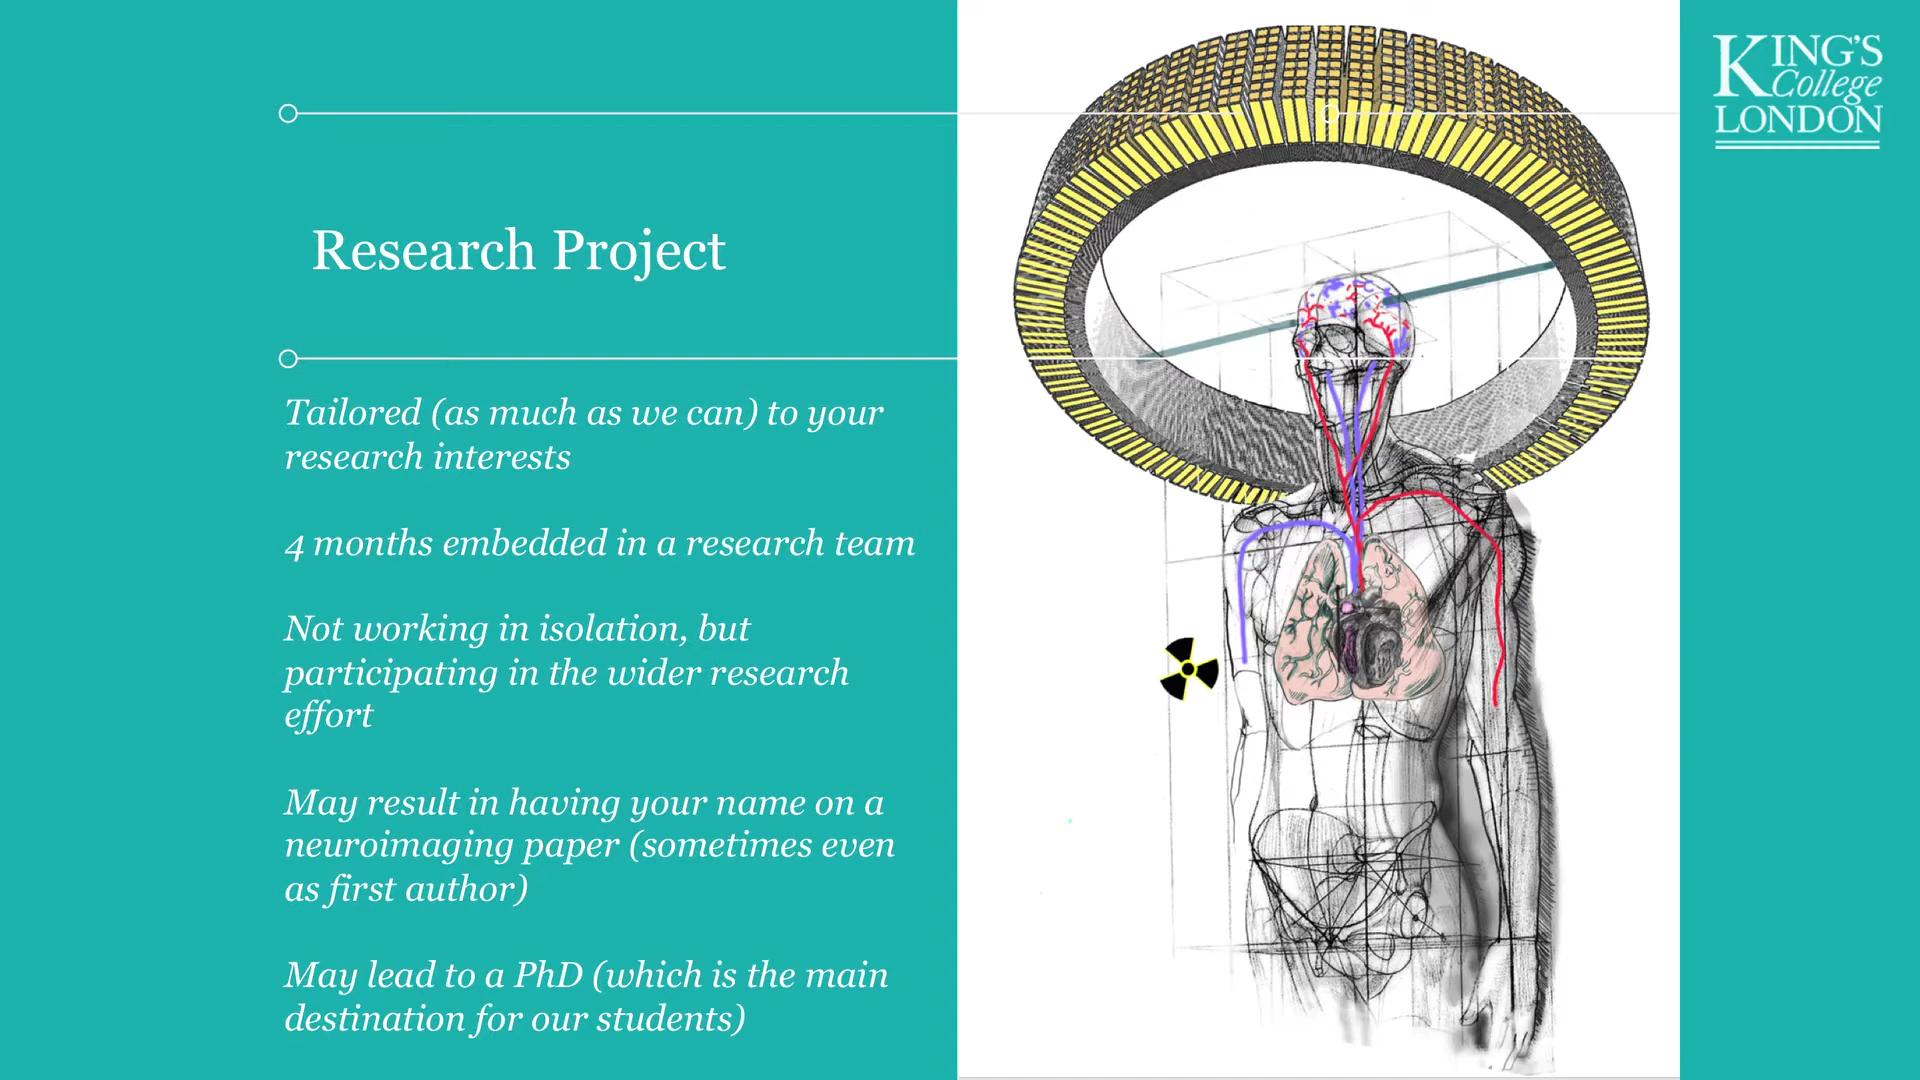 KING'S
College
LONDON
Research Project
Tailored (as much as we can) to your
research interests
4 months embedded in a research team
Not working in isolation, but
participating in the wider research
effort
May result in having your name on a
neuroimaging paper (sometimes even
as first author)
May lead to a PhD (which is the main
destination for our students)